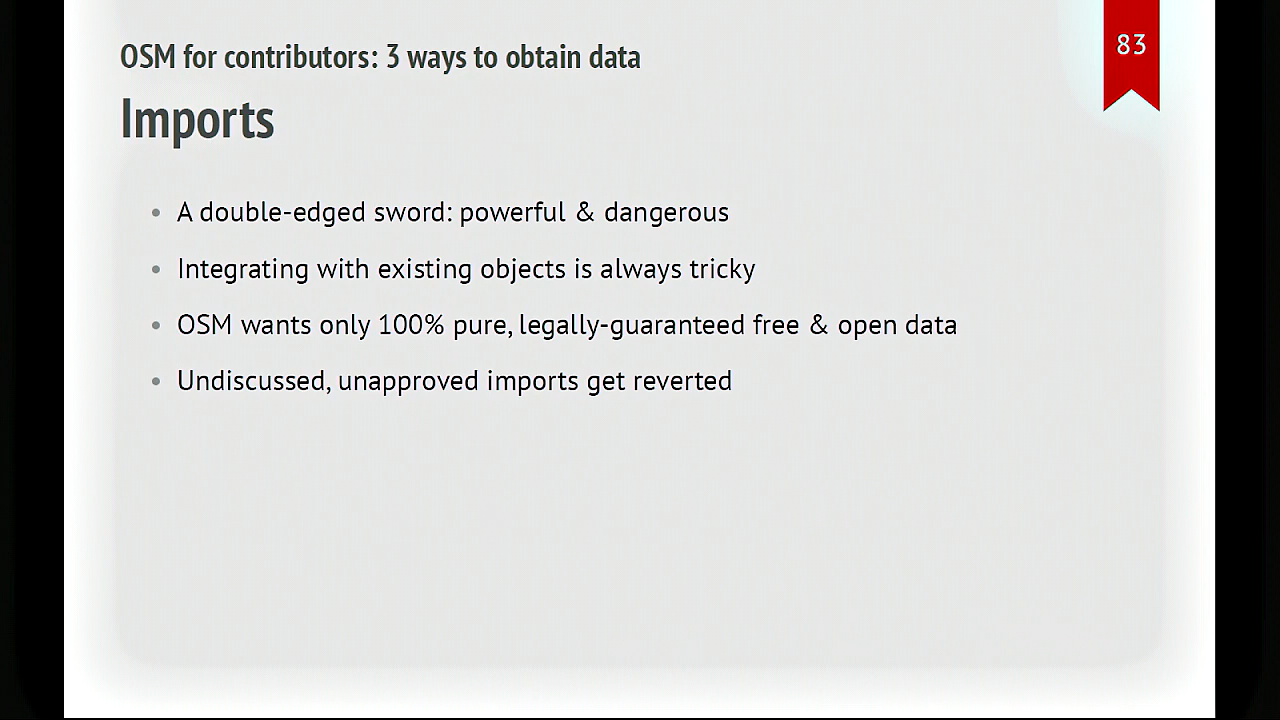 OSM for contributors: 3 ways to obtain data
83
Imports
• A double-edged sword: powerful & dangerous
• Integrating with existing objects is always tricky
• OSM wants only 100% pure, legally-guaranteed free & open data
• Undiscussed, unapproved imports get reverted